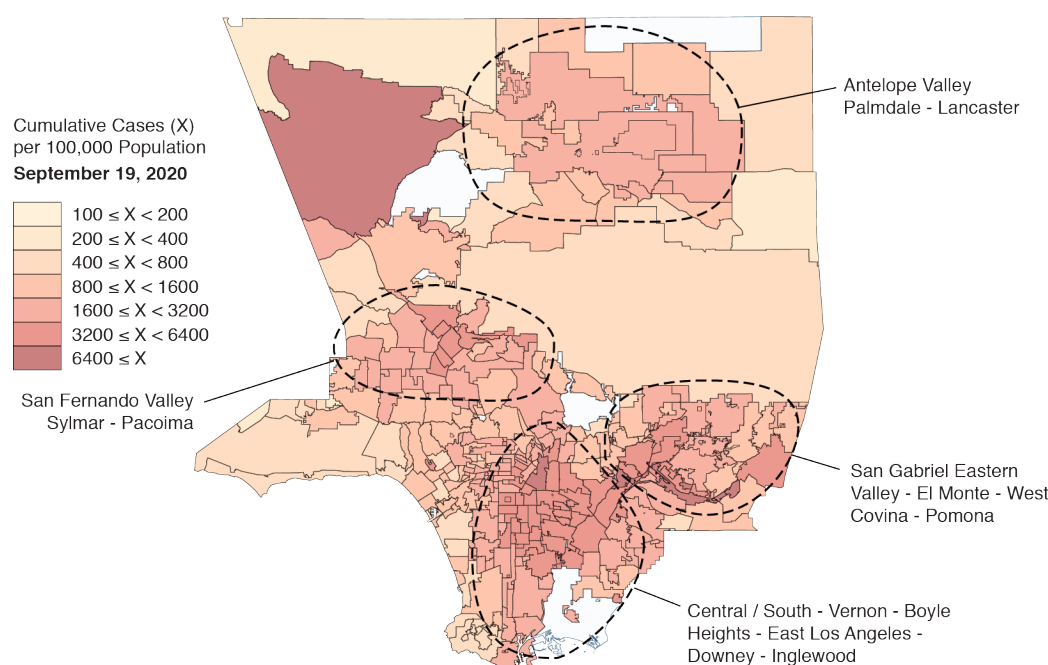 Antelope Valley
Palmdale - Lancaster
Cumulative Cases (X)
per 100,000 Population
September 19, 2020
100 ≤ X < 200
200 ≤ X < 400
400 ≤ X < 800
800 ≤ X < 1600
1600 ≤ X < 3200
3200 ≤ X < 6400
6400 ≤ X
San Fernando Valley
Sylmar - Pacoima
San Gabriel Eastern
Valley - El Monte - West
Covina - Pomona
Central / South - Vernon - Boyle
Heights - East Los Angeles -
Downey - Inglewood